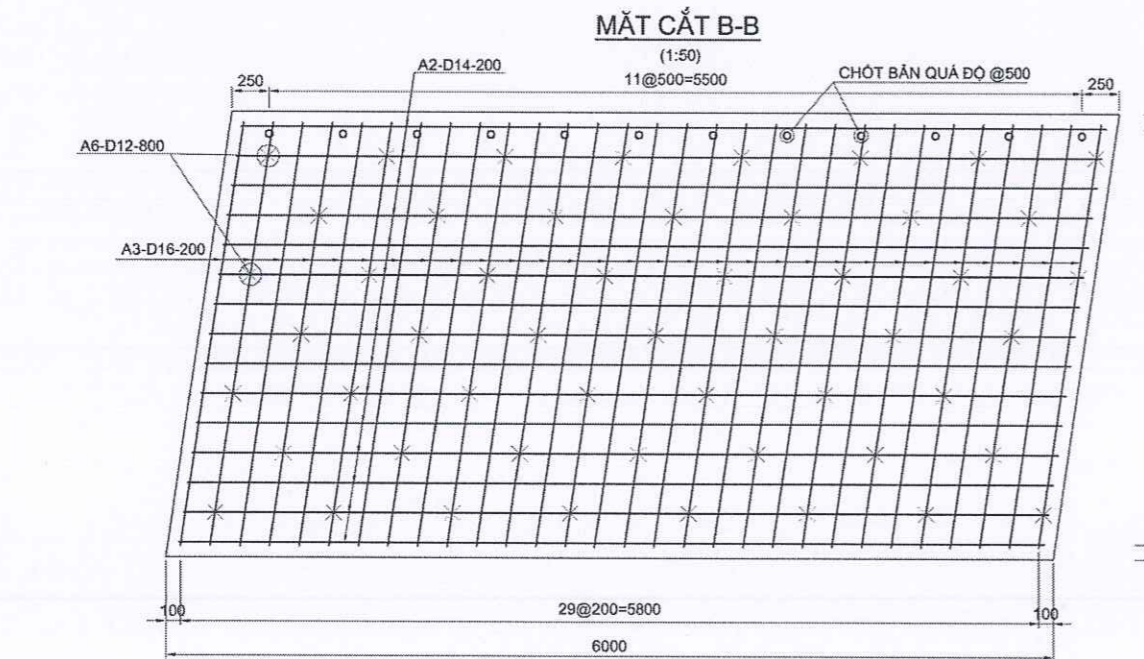 MẶT CẮT B-B
(1:50)
A2-D14-200
250
11@500=5500
CHỐT BẢN QUÁ ĐỘ @500
250
A6-D12-800
A3-D16-200
100
29@200=5800
100
6000